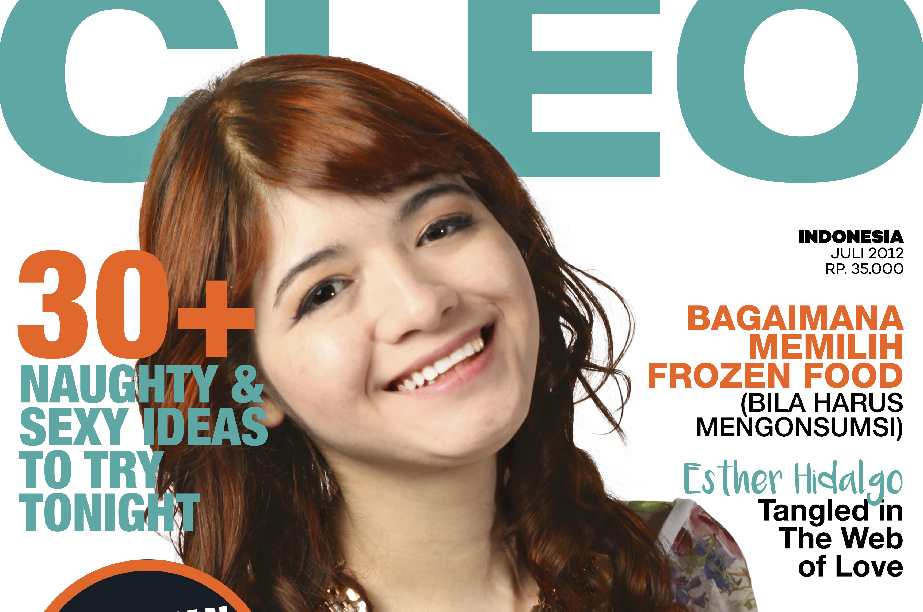 CLEO
30+
NAUGHTY &
SEXY IDEAS
TO TRY
TONIGHT
INDONESIA
JULI 2012
RP. 35.000
BAGAIMANA
MEMILIH
FROZEN FOOD
(BILA HARUS
MENGONSUMSI)
Esther Hidalgo
Tangled in
The Web
of Love